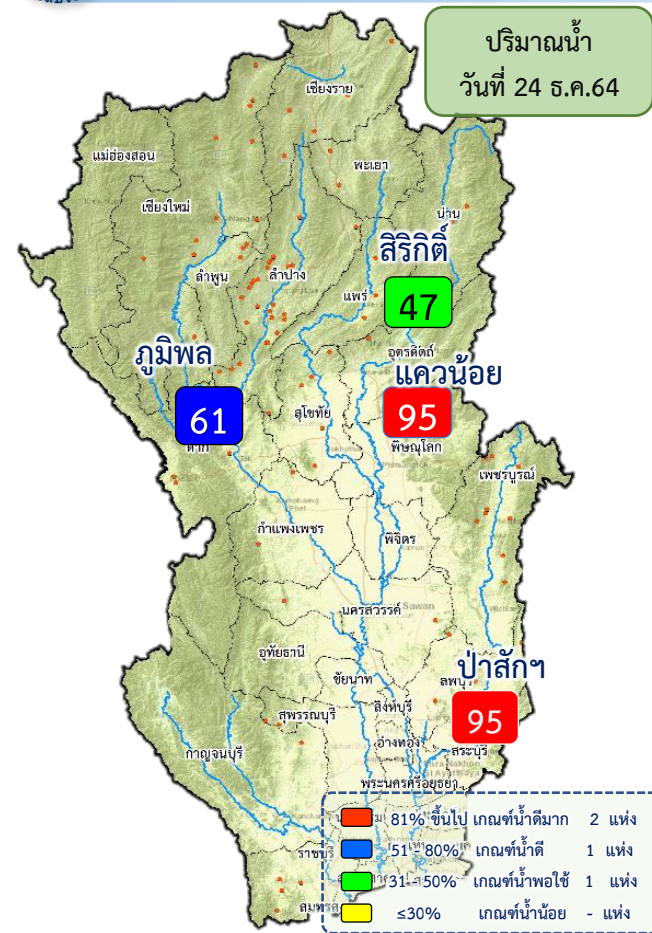 ปริมาณน้ำ
วันที่ 24 ธ.ค.64
เชียงราย
แม่ฮ่องสอน
พะเยา
เชียงใหม่
น่าน
สิริกิติ์
ลำพูน
ลำปาง
แพร่
47
อุตรดิตถ์
ภูมิพล
แควน้อย
61
95
สุโขทัย
ตาก
พิษณุโลก
เพชรบูรณ์
กำแพงเพชร
พิจิตร
นครสวรรค์
Sawan
อุทัยธานี
ชัยนาท
ป่าสักฯ
ลพบุรี
สุพรรณบุรี
สิงห์บุรี
95
อ่างทอง
สระบุรี
กาญจนบุรี
พระนครศรีอยุธยา
81% ขึ้นไป เกณฑ์น้ำดีมาก 2 แห่ง
51 - 80% เกณฑ์น้ำดี 1 แห่ง
ราชบุรี
31 - 50% เกณฑ์น้ำพอใช้ 1 แห่ง
≤30% เกณฑ์น้ำน้อย - แห่ง